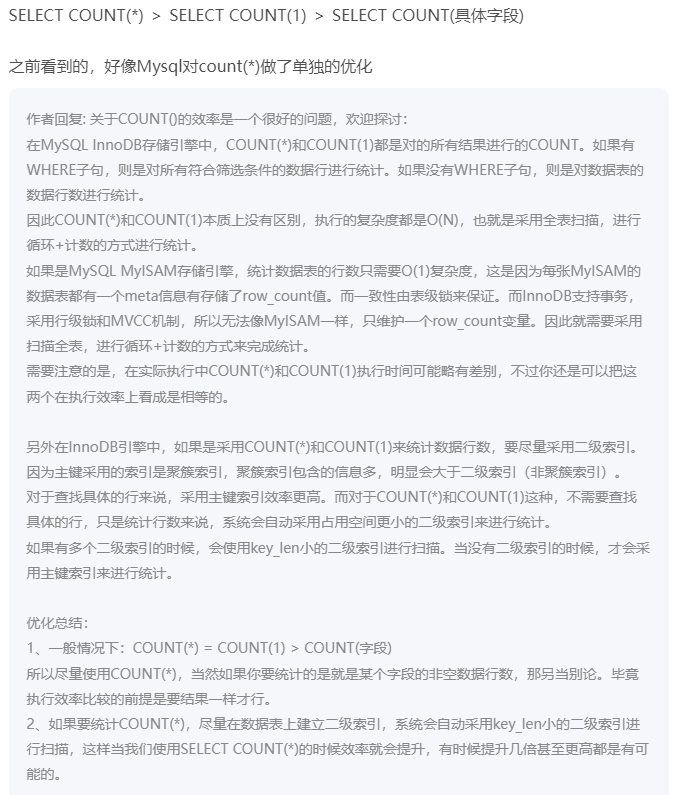 SELECT COUNT(*) > SELECT COUNT(1) > SELECT COUNT(具体字段)
之前看到的，好像Mysql对count(*)做了单独的优化
作者回复: 关于COUNT()的效率是一个很好的问题，欢迎探讨：
在MySQL InnoDB存储引擎中，COUNT(*)和COUNT(1)都是对的所有结果进行的COUNT。如果有
WHERE子句，则是对所有符合筛选条件的数据行进行统计。如果没有WHERE子句，则是对数据表的
数据行数进行统计。
因此COUNT(*)和COUNT(1)本质上没有区别，执行的复杂度都是O(N)，也就是采用全表扫描，进行
循环+计数的方式进行统计。
如果是MySQL MyISAM存储引擎，统计数据表的行数只需要O(1)复杂度，这是因为每张MyISAM的
数据表都有一个meta信息有存储了row_count值。而一致性由表级锁来保证。而InnoDB支持事务，
采用行级锁和MVCC机制，所以无法像MyISAM一样，只维护一个row_count变量。因此就需要采用
扫描全表，进行循环+计数的方式来完成统计。
需要注意的是，在实际执行中COUNT(*)和COUNT(1)执行时间可能略有差别，不过你还是可以把这
两个在执行效率上看成是相等的。
另外在InnoDB引擎中，如果是采用COUNT(*)和COUNT(1)来统计数据行数，要尽量采用二级索引。
因为主键采用的索引是聚簇索引，聚簇索引包含的信息多，明显会大于二级索引（非聚簇索引）。
对于查找具体的行来说，采用主键索引效率更高。而对于COUNT(*)和COUNT(1)这种，不需要查找
具体的行，只是统计行数来说，系统会自动采用占用空间更小的二级索引来进行统计。
如果有多个二级索引的时候，会使用key_len小的二级索引进行扫描。当没有二级索引的时候，才会采
用主键索引来进行统计。
优化总结：
1、一般情况下：COUNT(*) = COUNT(1) > COUNT(字段)
所以尽量使用COUNT(*)，当然如果你要统计的是就是某个字段的非空数据行数，那另当别论。毕竟
执行效率比较的前提是要结果一样才行。
2、如果要统计COUNT(*)，尽量在数据表上建立二级索引，系统会自动采用key_len小的二级索引进
行扫描，这样当我们使用SELECT COUNT(*)的时候效率就会提升，有时候提升几倍甚至更高都是有可
能的。